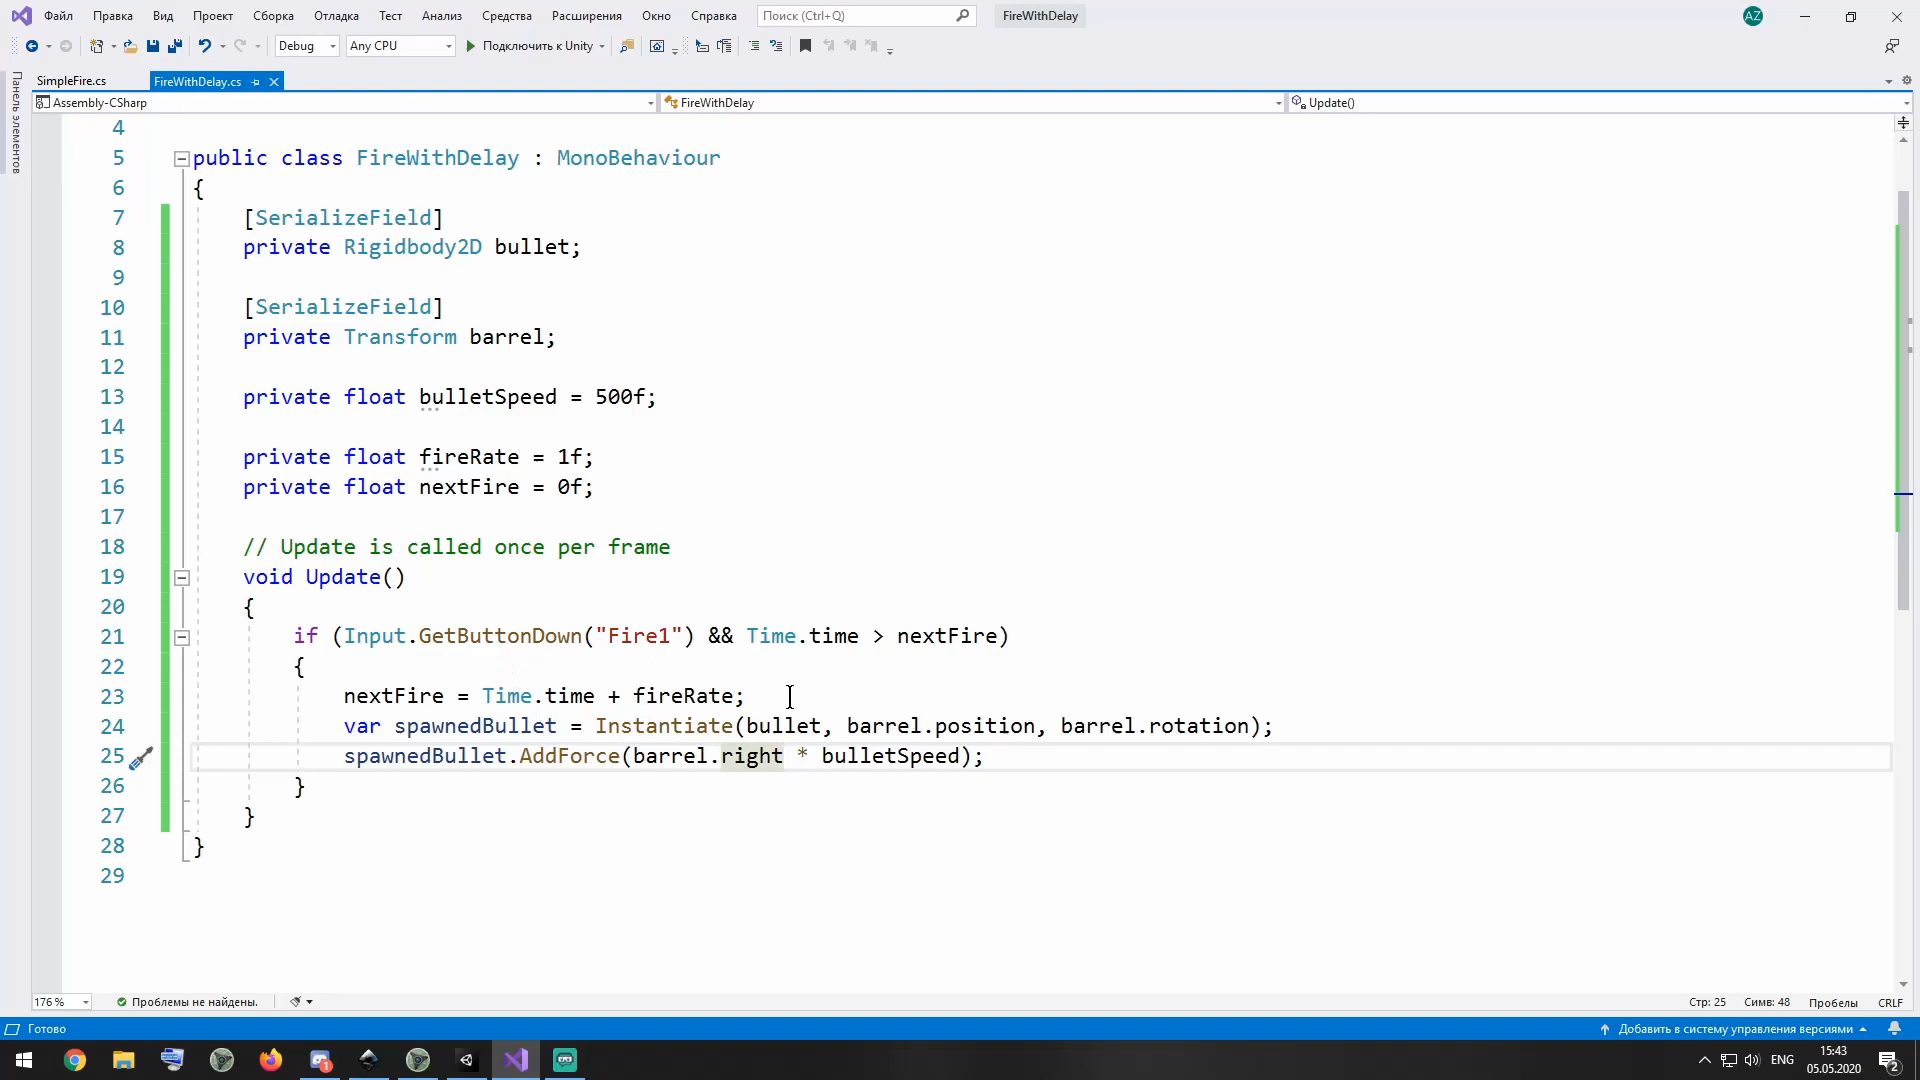 Файл Правка Вид Проект Сборка Отладка Тест Анализ Средства Расширения Окно Справка Поиск (Ctrl+Q) FireWithDelay AZ
Debug Any CPU Подключить к Unity
Панель элементов
SimpleFire.cs FireWithDelay.cs
Assembly-CSharp FireWithDelay Update()
4
5 public class FireWithDelay : MonoBehaviour
6 {
7 [SerializeField]
8 private Rigidbody2D bullet;
9
10 [SerializeField]
11 private Transform barrel;
12
13 private float bulletSpeed = 500f;
14
15 private float fireRate = 1f;
16 private float nextFire = 0f;
17
18 // Update is called once per frame
19 void Update()
20 {
21 if (Input.GetButtonDown("Fire1") && Time.time > nextFire)
22 {
23 nextFire = Time.time + fireRate;
24 var spawnedBullet = Instantiate(bullet, barrel.position, barrel.rotation);
25 spawnedBullet.AddForce(barrel.right * bulletSpeed);
26 }
27 }
28 }
29
176 % Проблемы не найдены. Стр: 25 Симв: 48 Пробелы CRLF
Готово Добавить в систему управления версиями
1 ENG 15:43 2
05.05.2020